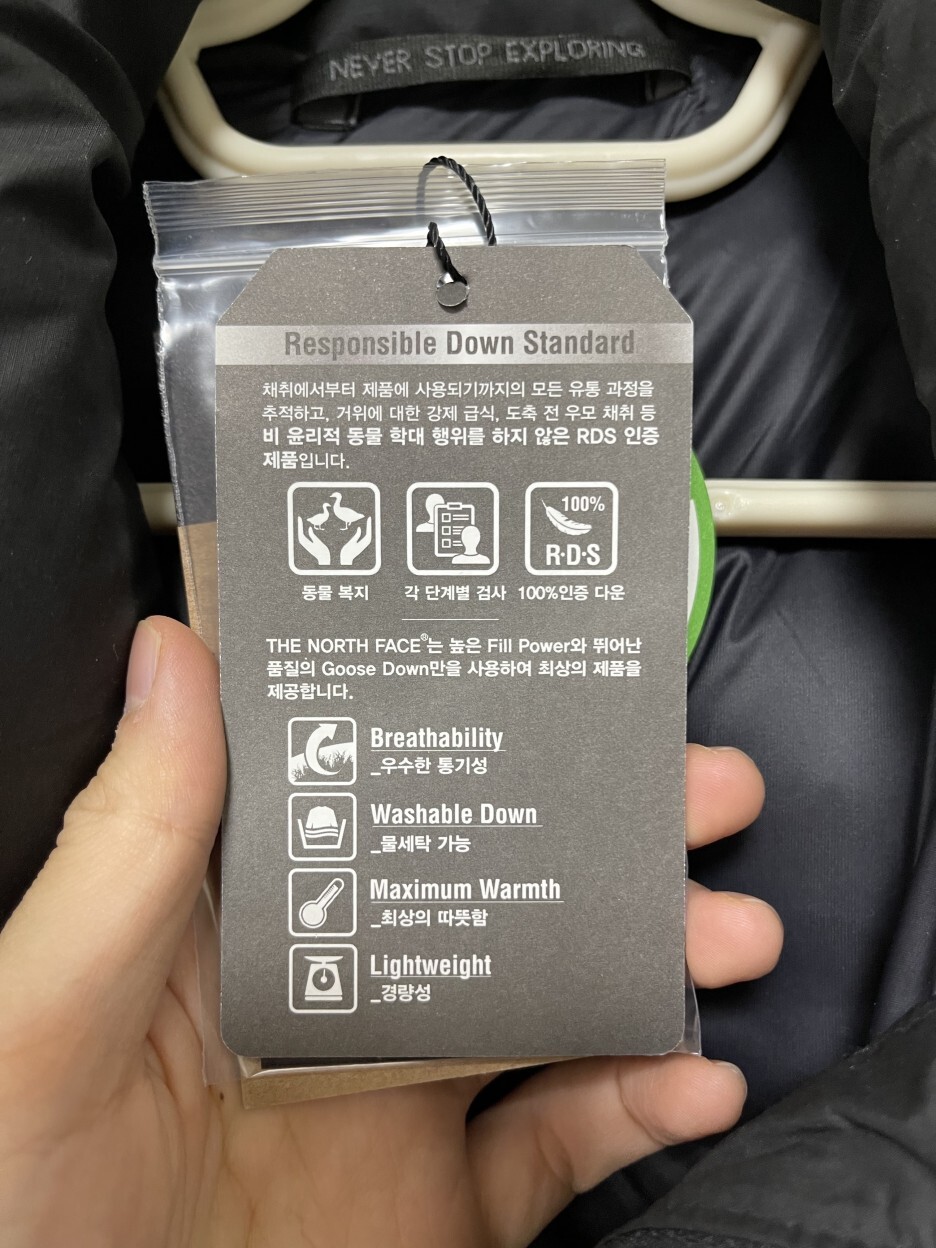 NEVER STOP EXPLORING
Responsible Down Standard
채취에서부터 제품에 사용되기까지의 모든 유통 과정을
추적하고, 거위에 대한 강제 급식, 도축 전 우모 채취 등
비 윤리적 동물 학대 행위를 하지 않은 RDS 인증
제품입니다.
100%
R·D·S
동물 복지 각 단계별 검사 100%인증 다운
THE NORTH FACE®는 높은 Fill Power와 뛰어난
품질의 Goose Down만을 사용하여 최상의 제품을
제공합니다.
Breathability
_우수한 통기성
Washable Down
_물세탁 가능
Maximum Warmth
_최상의 따뜻함
Lightweight
_경량성